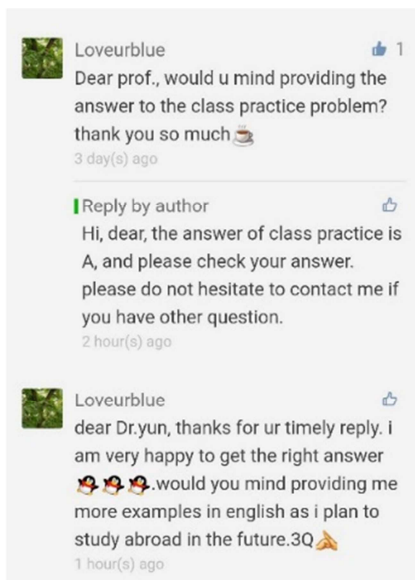 Loveurblue 1
Dear prof., would u mind providing the
answer to the class practice problem?
thank you so much
3 day(s) ago
Reply by author
Hi, dear, the answer of class practice is
A, and please check your answer.
please do not hesitate to contact me if
you have other question.
2 hour(s) ago
Loveurblue
dear Dr.yun, thanks for ur timely reply. i
am very happy to get the right answer
.would you mind providing me
more examples in english as i plan to
study abroad in the future.3Q
1 hour(s) ago